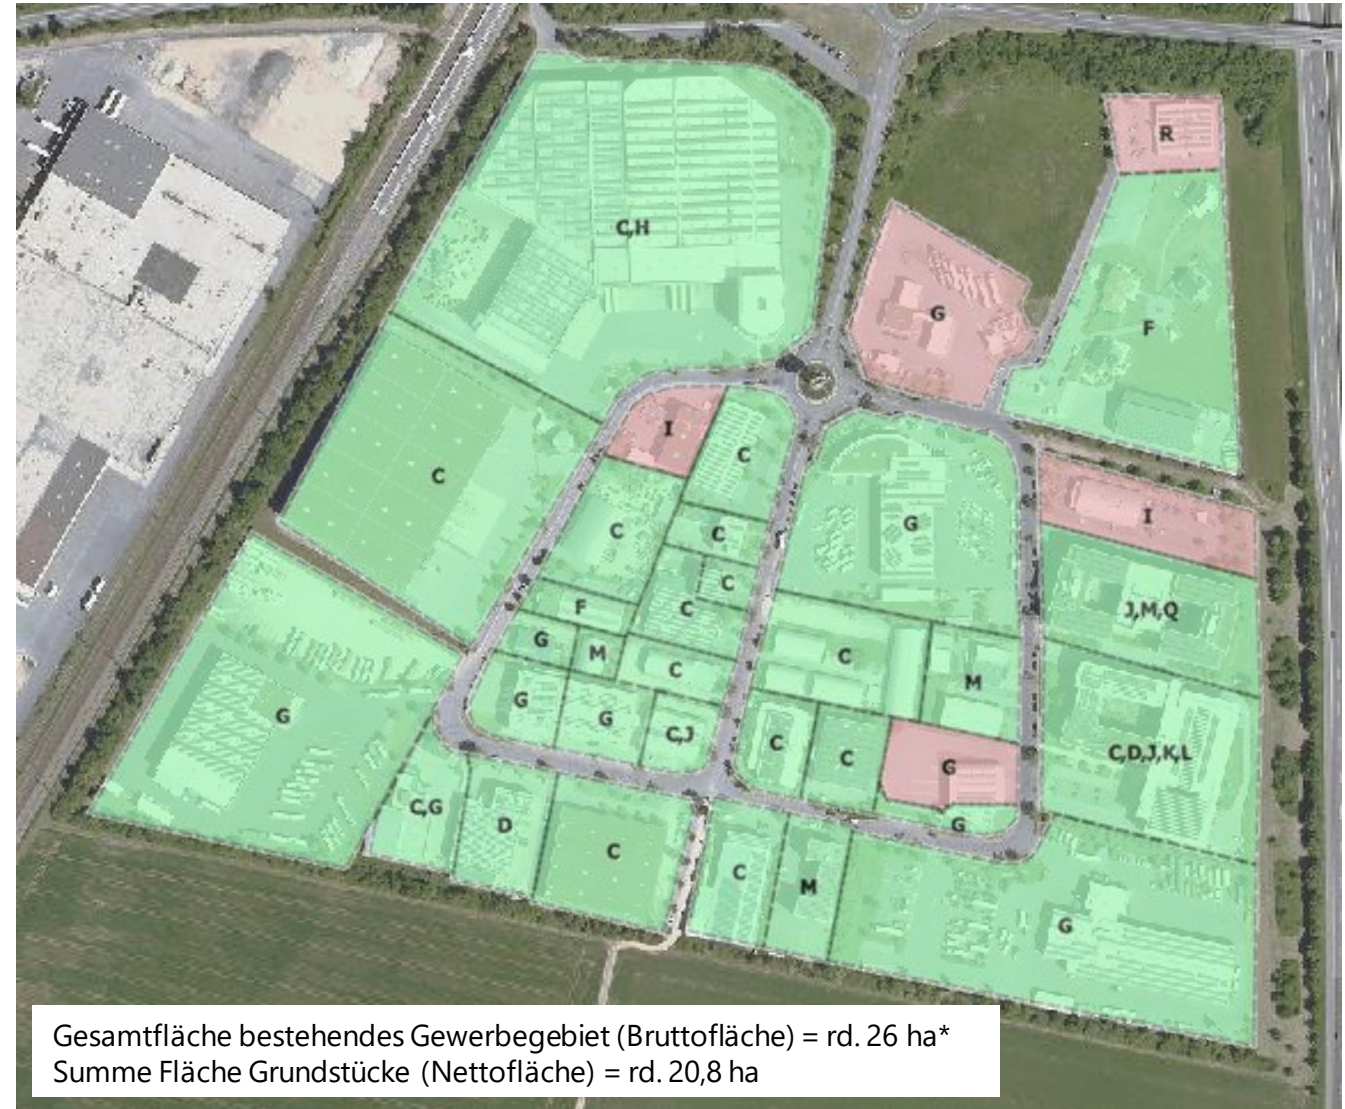 R
C,H
G
F
I
C
C
I
G
C
C
C
C
F
C
J,M,Q
G
M
C
C
M
G
G
G
C,J
C
C
G
C,D,J,K,L
C,G
D
G
C
C
M
G
Gesamtfläche bestehendes Gewerbegebiet (Bruttofläche) = rd. 26 ha*
Summe Fläche Grundstücke (Nettofläche) = rd. 20,8 ha